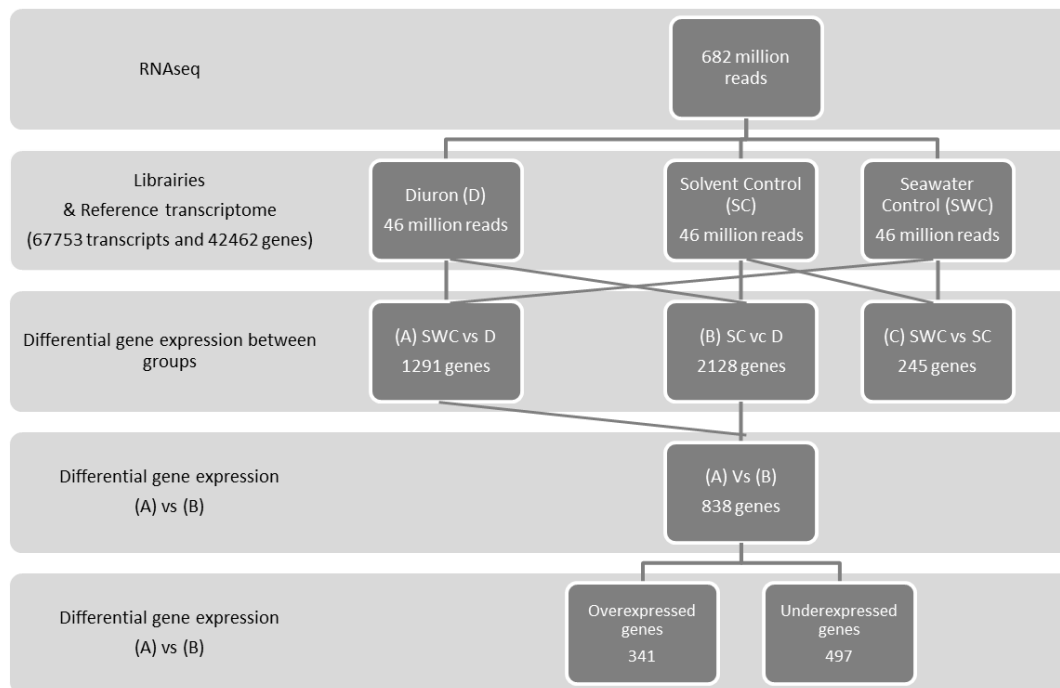 RNAseq
682 million
reads
Librairies
& Reference transcriptome
(67753 transcripts and 42462 genes)
Diuron (D)
46 million reads
Solvent Control
(SC)
46 million reads
Seawater
Control (SWC)
46 million reads
Differential gene expression between
groups
(A) SWC vs D
1291 genes
(B) SC vc D
2128 genes
(C) SWC vs SC
245 genes
Differential gene expression
(A) vs (B)
(A) Vs (B)
838 genes
Differential gene expression
(A) vs (B)
Overexpressed
genes
341
Underexpressed
genes
497